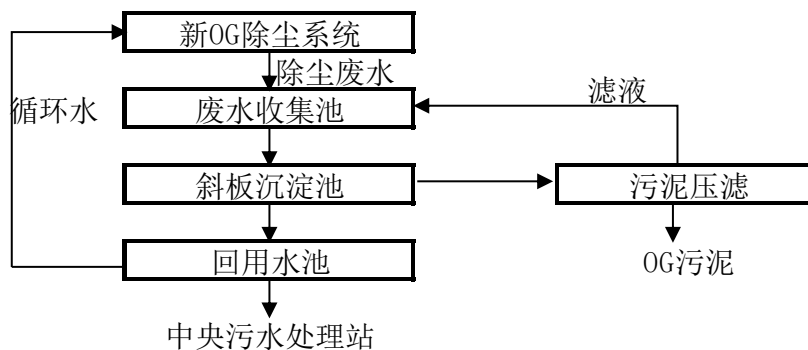 新OG除尘系统
除尘废水
循环水
废水收集池
滤液
斜板沉淀池
污泥压滤
回用水池
OG污泥
中央污水处理站